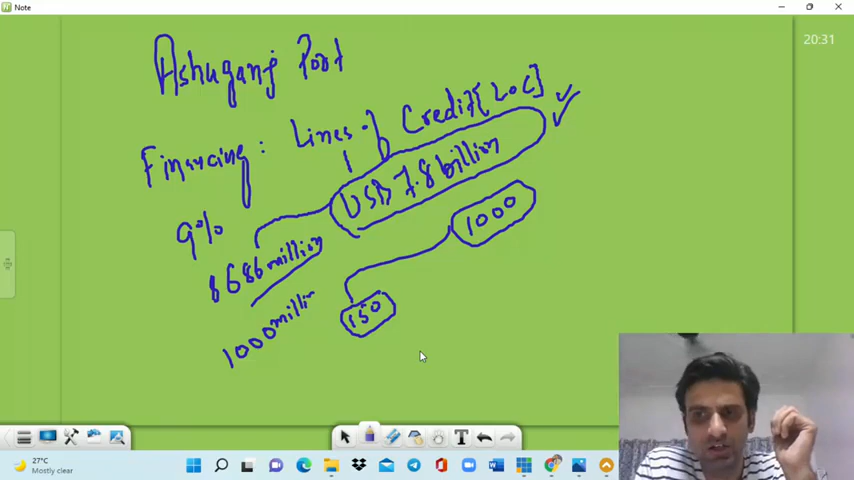 Note
20:31
Ashuganj Port
Financing: Lines of Credit[LOC]
USD 7.8 billion
9%
8686 million
1000
1000 million
150
27°C
Mostly clear